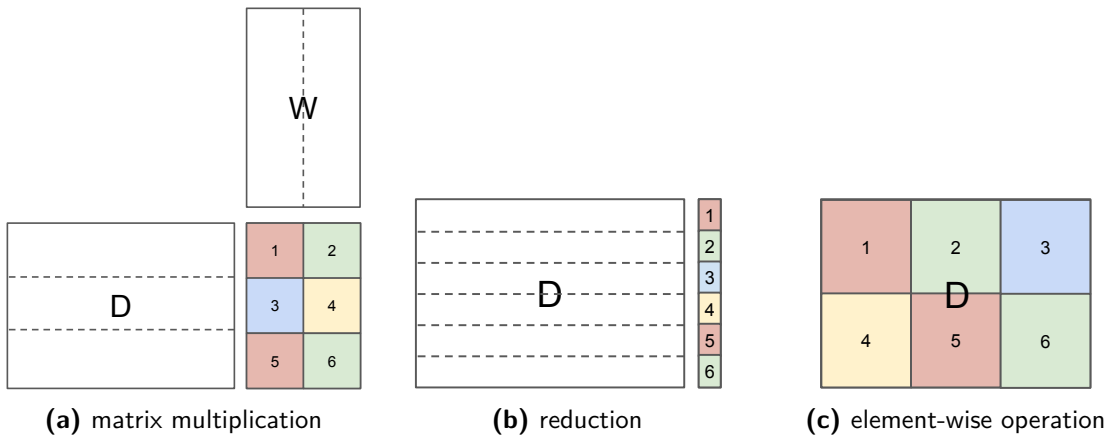 W
D
1 2
3 4
5 6
(a) matrix multiplication
D
1
2
3
4
5
6
(b) reduction
1 2 3
D
4 5 6
(c) element-wise operation